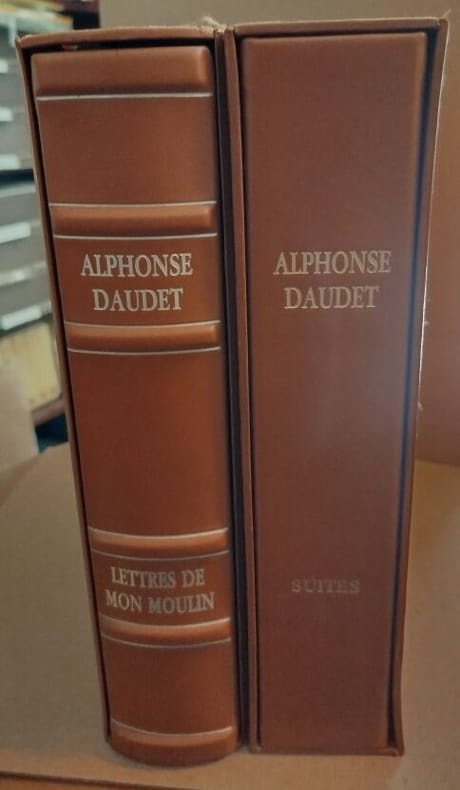 ALPHONSE
DAUDET
LETTRES DE
MON MOULIN
ALPHONSE
DAUDET
SUITES